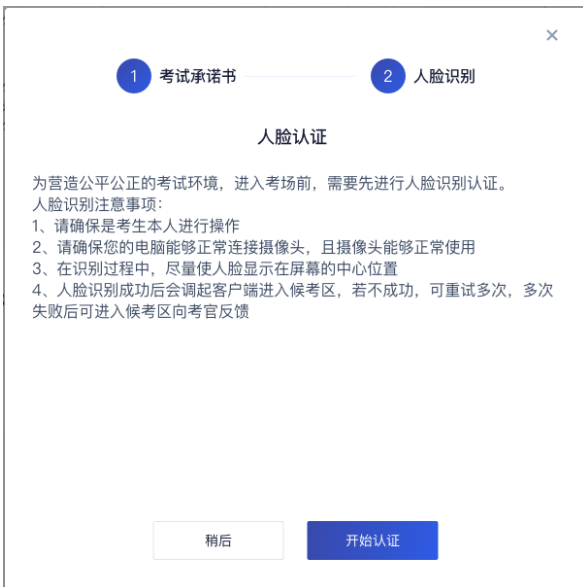 1 考试承诺书 2 人脸识别
人脸认证
为营造公平公正的考试环境，进入考场前，需要先进行人脸识别认证。
人脸识别注意事项：
1、请确保是考生本人进行操作
2、请确保您的电脑能够正常连接摄像头，且摄像头能够正常使用
3、在识别过程中，尽量使人脸显示在屏幕的中心位置
4、人脸识别成功后会调起客户端进入候考区，若不成功，可重试多次，多次
失败后可进入候考区向考官反馈
稍后 开始认证